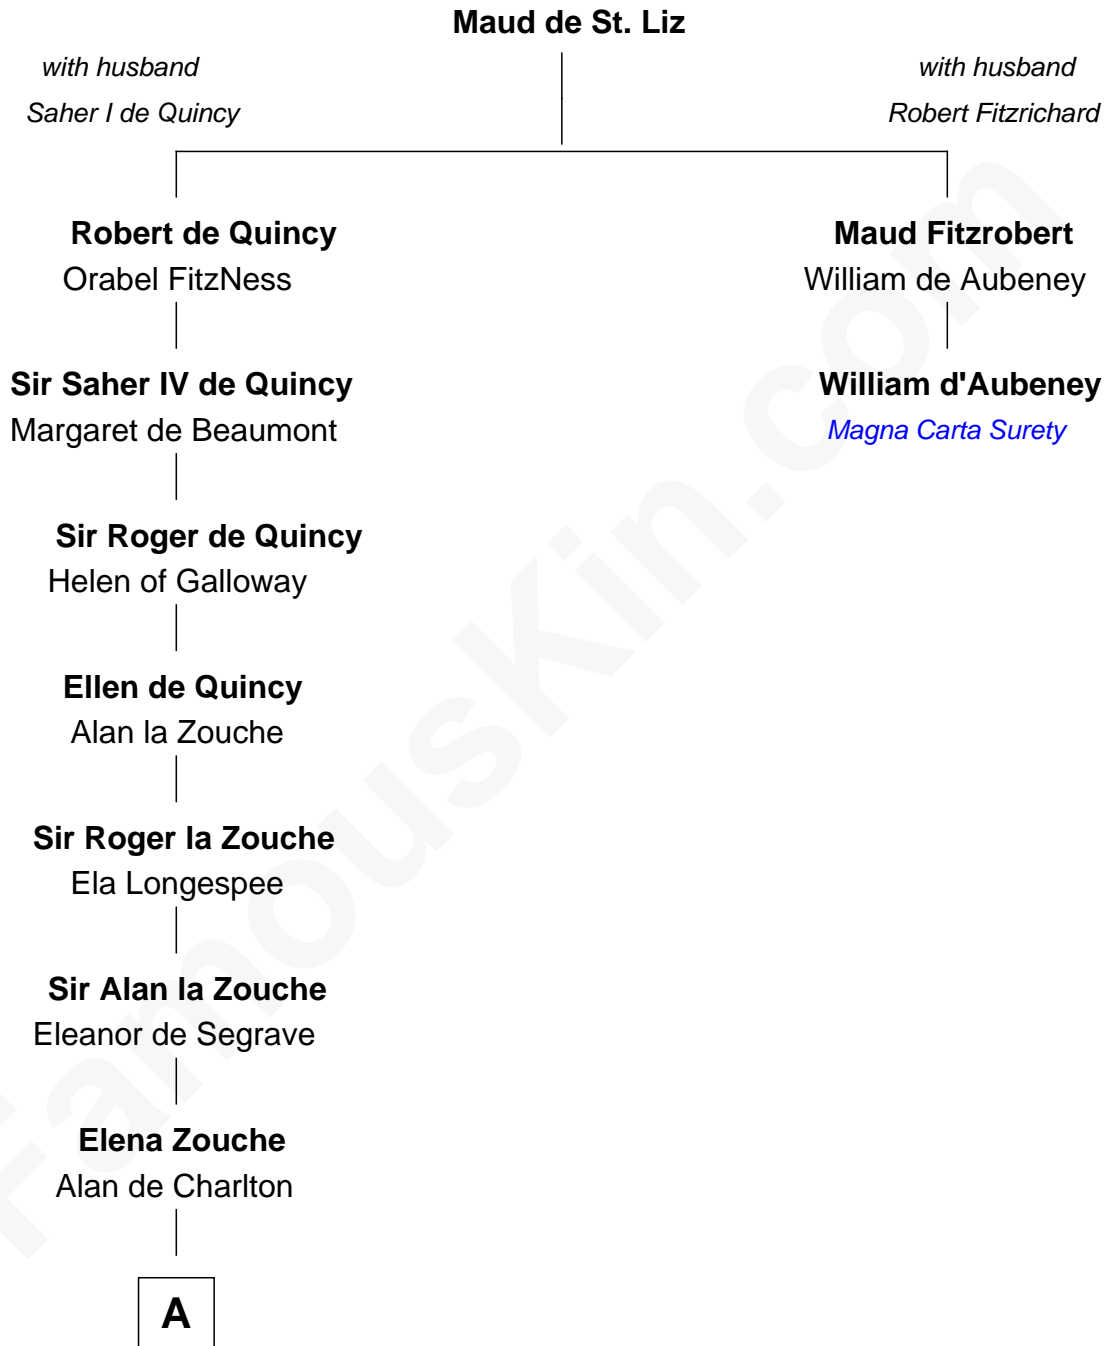 Maud de St. Liz
with husband
Saher I de Quincy
with husband
Robert Fitzrichard
Robert de Quincy
Orabel FitzNess
Maud Fitzrobert
William de Aubeney
Sir Saher IV de Quincy
Margaret de Beaumont
William d'Aubeney
Magna Carta Surety
Sir Roger de Quincy
Helen of Galloway
Ellen de Quincy
Alan la Zouche
Sir Roger la Zouche
Ela Longespee
Sir Alan la Zouche
Eleanor de Segrave
Elena Zouche
Alan de Charlton
A
FamousKin.com